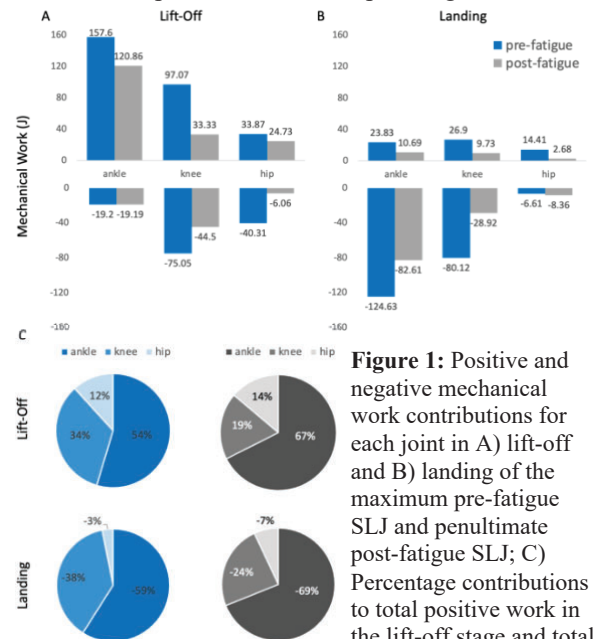 A
Lift-Off
160
120
80
40
0
157.6
120.86
97.07
33.33
33.87
24.73
ankle
knee
hip
0
-40
-80
-120
-160
-19.2
-19.19
-75.05
-44.5
-40.31
-6.06
Mechanical Work (J)
B
Landing
pre-fatigue
post-fatigue
160
120
80
40
0
23.83
10.69
26.9
9.73
14.41
2.68
ankle
knee
hip
0
-40
-80
-120
-160
-124.63
-82.61
-80.12
-28.92
-6.61
-8.36
C
ankle knee hip
ankle knee hip
Lift-Off
12%
34%
54%
14%
19%
67%
Landing
-3%
-38%
-59%
-7%
-24%
-69%
Figure 1: Positive and
negative mechanical
work contributions for
each joint in A) lift-off
and B) landing of the
maximum pre-fatigue
SLJ and penultimate
post-fatigue SLJ; C)
Percentage contributions
to total positive work in
the lift-off stage and total